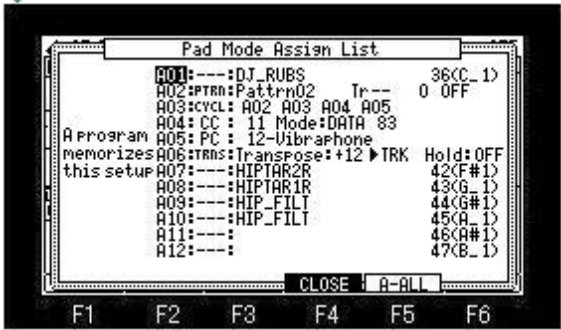 Pad Mode Assign List
A01:---:DJ_RUBS 36(C_1)
A02:PTRN:Pattrn02 Tr-- 0 OFF
A03:CYCL: A02 A03 A04 A05
A04: CC : 11 Mode:DATA 83
A05: PC : 12-Vibraphone
A06:TRNS:Transpose:+12 ▶TRK Hold:OFF
A07:---:HIPTAR2R 42(F#1)
A08:---:HIPTAR1R 43(G_1)
A09:---:HIP_FILT 44(G#1)
A10:---:HIP_FILT 45(A_1)
A11:---: 46(A#1)
A12:---: 47(B_1)
A program
memorizes
this setup
CLOSE A-ALL
F1 F2 F3 F4 F5 F6